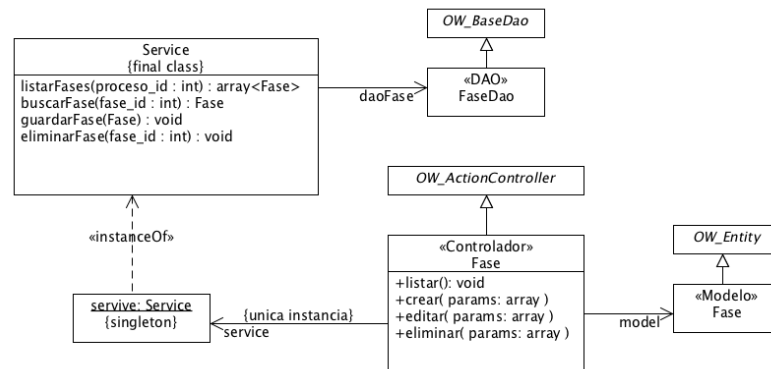 OW_BaseDao
Service
{final class}
listarFases(proceso_id : int) : array<Fase>
buscarFase(fase_id : int) : Fase
guardarFase(Fase) : void
eliminarFase(fase_id : int) : void
daoFase
«DAO»
FaseDao
OW_ActionController
«instanceOf»
«Controlador»
Fase
+listar(): void
+crear( params: array )
+editar( params: array )
+eliminar( params: array )
OW_Entity
«Modelo»
Fase
model
servive: Service
{singleton}
{unica instancia}
service